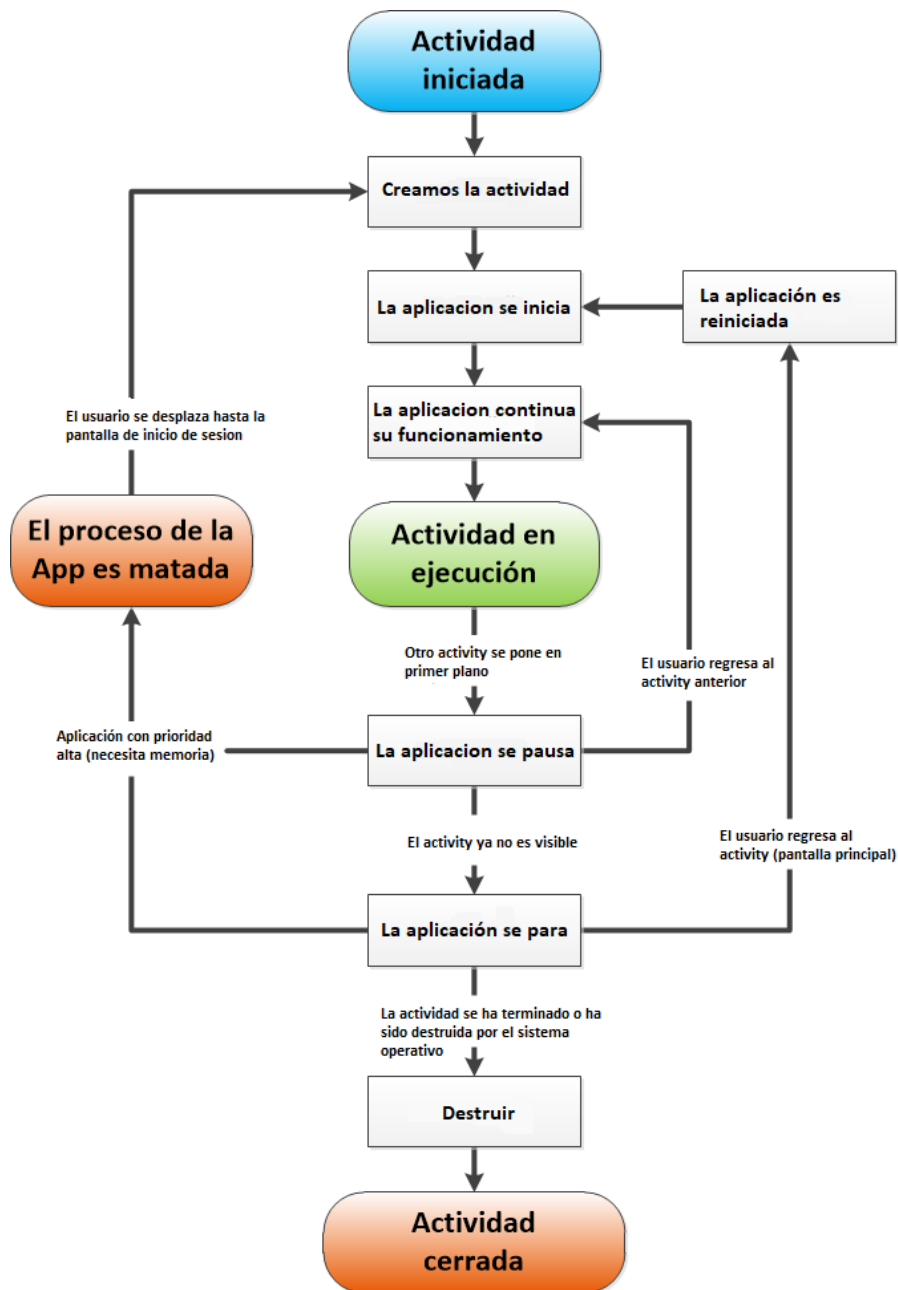 Actividad
iniciada
Creamos la actividad
La aplicacion se inicia
La aplicación es
reiniciada
La aplicacion continua
su funcionamiento
El usuario se desplaza hasta la
pantalla de inicio de sesion
El proceso de la
App es matada
Actividad en
ejecución
Otro activity se pone en
primer plano
El usuario regresa al
activity anterior
Aplicación con prioridad
alta (necesita memoria)
La aplicacion se pausa
El activity ya no es visible
El usuario regresa al
activity (pantalla principal)
La aplicación se para
La actividad se ha terminado o ha
sido destruida por el sistema
operativo
Destruir
Actividad
cerrada